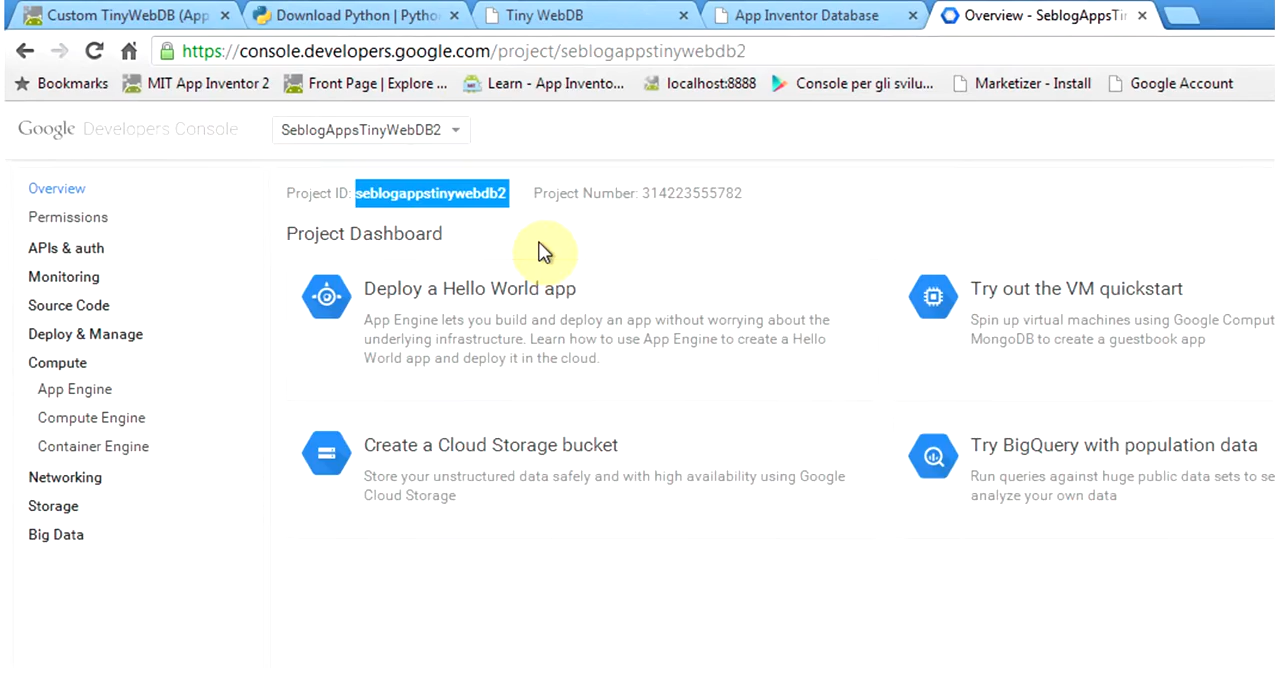 Custom TinyWebDB (App
Download Python | Pytho
Tiny WebDB
App Inventor Database
Overview - SeblogAppsTi
https://console.developers.google.com/project/seblogappstinywebdb2
Bookmarks
MIT App Inventor 2
Front Page | Explore ...
Learn - App Invento...
localhost:8888
Console per gli svilu...
Marketizer - Install
Google Account
Google Developers Console
SeblogAppsTinyWebDB2
Overview
Permissions
APIs & auth
Monitoring
Source Code
Deploy & Manage
Compute
App Engine
Compute Engine
Container Engine
Networking
Storage
Big Data
Project ID: seblogappstinywebdb2
Project Number: 314223555782
Project Dashboard
Deploy a Hello World app
App Engine lets you build and deploy an app without worrying about the
underlying infrastructure. Learn how to use App Engine to create a Hello
World app and deploy it in the cloud.
Try out the VM quickstart
Spin up virtual machines using Google Comput
MongoDB to create a guestbook app
Create a Cloud Storage bucket
Store your unstructured data safely and with high availability using Google
Cloud Storage
Try BigQuery with population data
Run queries against huge public data sets to se
analyze your own data